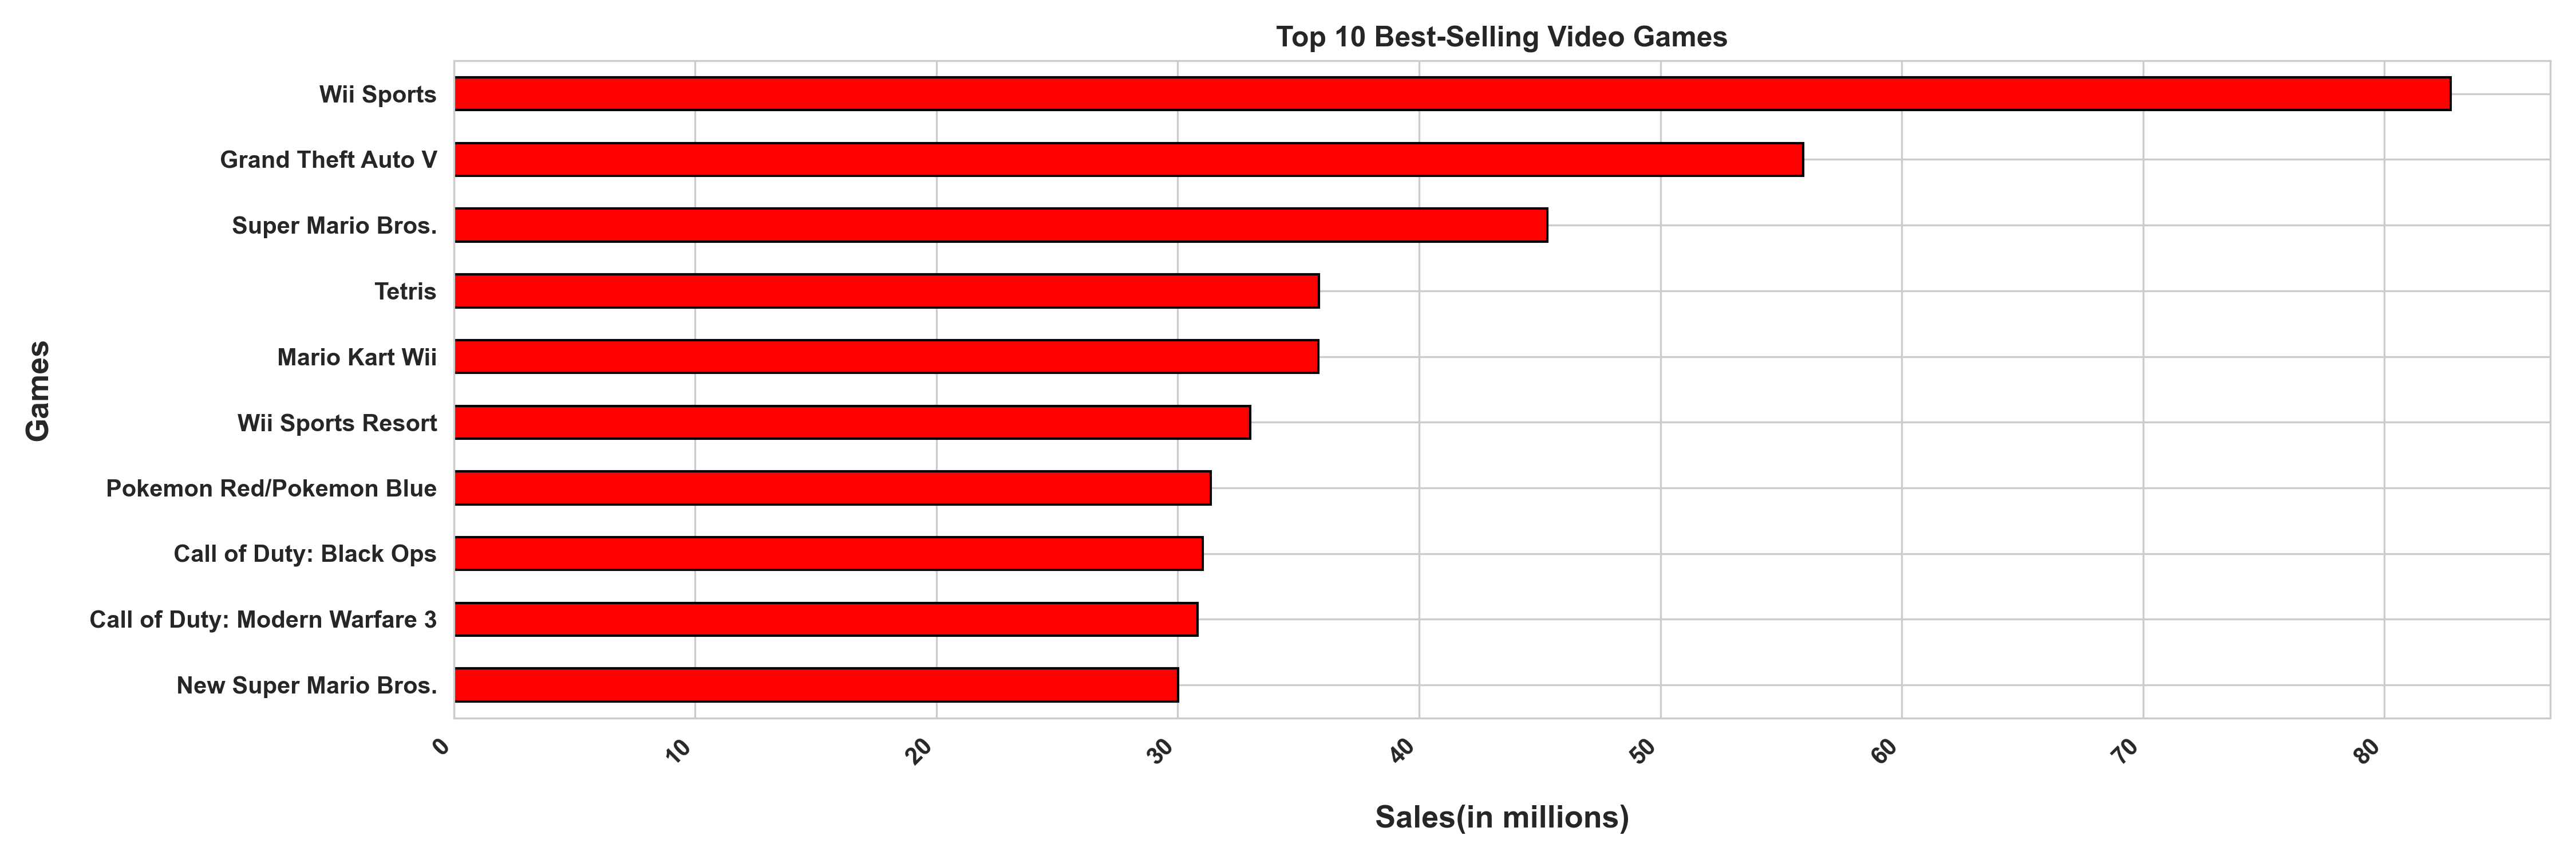 Top 10 Best-Selling Video Games
Games
Wii Sports
Grand Theft Auto V
Super Mario Bros.
Tetris
Mario Kart Wii
Wii Sports Resort
Pokemon Red/Pokemon Blue
Call of Duty: Black Ops
Call of Duty: Modern Warfare 3
New Super Mario Bros.
0 10 20 30 40 50 60 70 80
Sales(in millions)